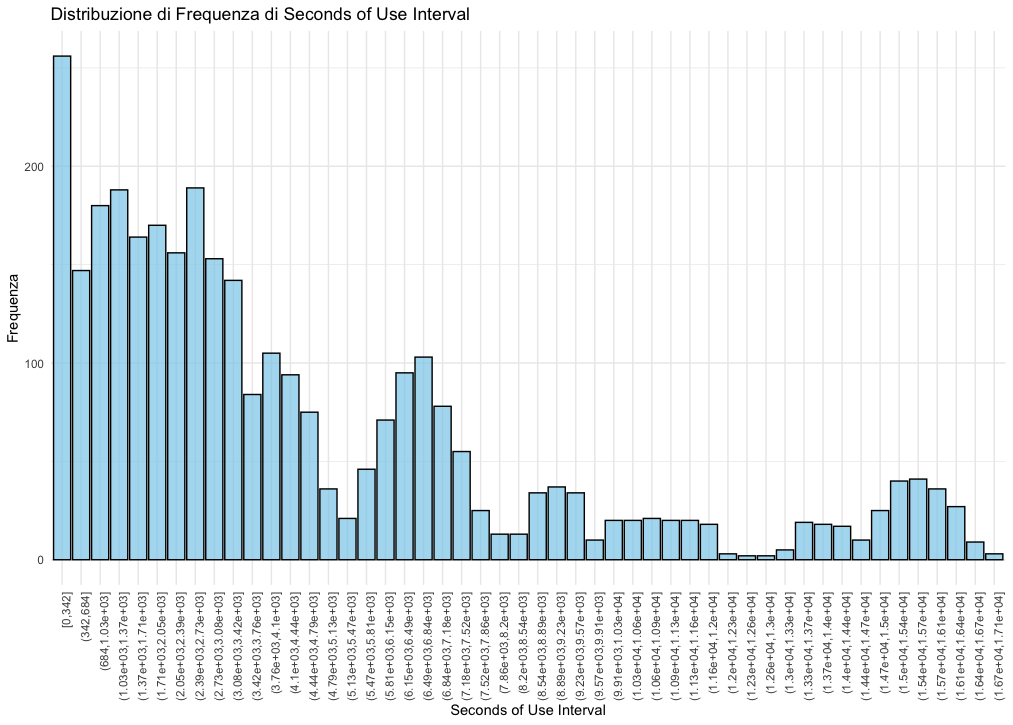 Distribuzione di Frequenza di Seconds of Use Interval
Frequenza
200
100
0
[0,342]
(342,684]
(684,1.03e+03]
(1.03e+03,1.37e+03]
(1.37e+03,1.71e+03]
(1.71e+03,2.05e+03]
(2.05e+03,2.39e+03]
(2.39e+03,2.73e+03]
(2.73e+03,3.08e+03]
(3.08e+03,3.42e+03]
(3.42e+03,3.76e+03]
(3.76e+03,4.1e+03]
(4.1e+03,4.44e+03]
(4.44e+03,4.79e+03]
(4.79e+03,5.13e+03]
(5.13e+03,5.47e+03]
(5.47e+03,5.81e+03]
(5.81e+03,6.15e+03]
(6.15e+03,6.49e+03]
(6.49e+03,6.84e+03]
(6.84e+03,7.18e+03]
(7.18e+03,7.52e+03]
(7.52e+03,7.86e+03]
(7.86e+03,8.2e+03]
(8.2e+03,8.54e+03]
(8.54e+03,8.89e+03]
(8.89e+03,9.23e+03]
(9.23e+03,9.57e+03]
(9.57e+03,9.91e+03]
(9.91e+03,1.03e+04]
(1.03e+04,1.06e+04]
(1.06e+04,1.09e+04]
(1.09e+04,1.13e+04]
(1.13e+04,1.16e+04]
(1.16e+04,1.2e+04]
(1.2e+04,1.23e+04]
(1.23e+04,1.26e+04]
(1.26e+04,1.3e+04]
(1.3e+04,1.33e+04]
(1.33e+04,1.37e+04]
(1.37e+04,1.4e+04]
(1.4e+04,1.44e+04]
(1.44e+04,1.47e+04]
(1.47e+04,1.5e+04]
(1.5e+04,1.54e+04]
(1.54e+04,1.57e+04]
(1.57e+04,1.61e+04]
(1.61e+04,1.64e+04]
(1.64e+04,1.67e+04]
(1.67e+04,1.71e+04]
Seconds of Use Interval